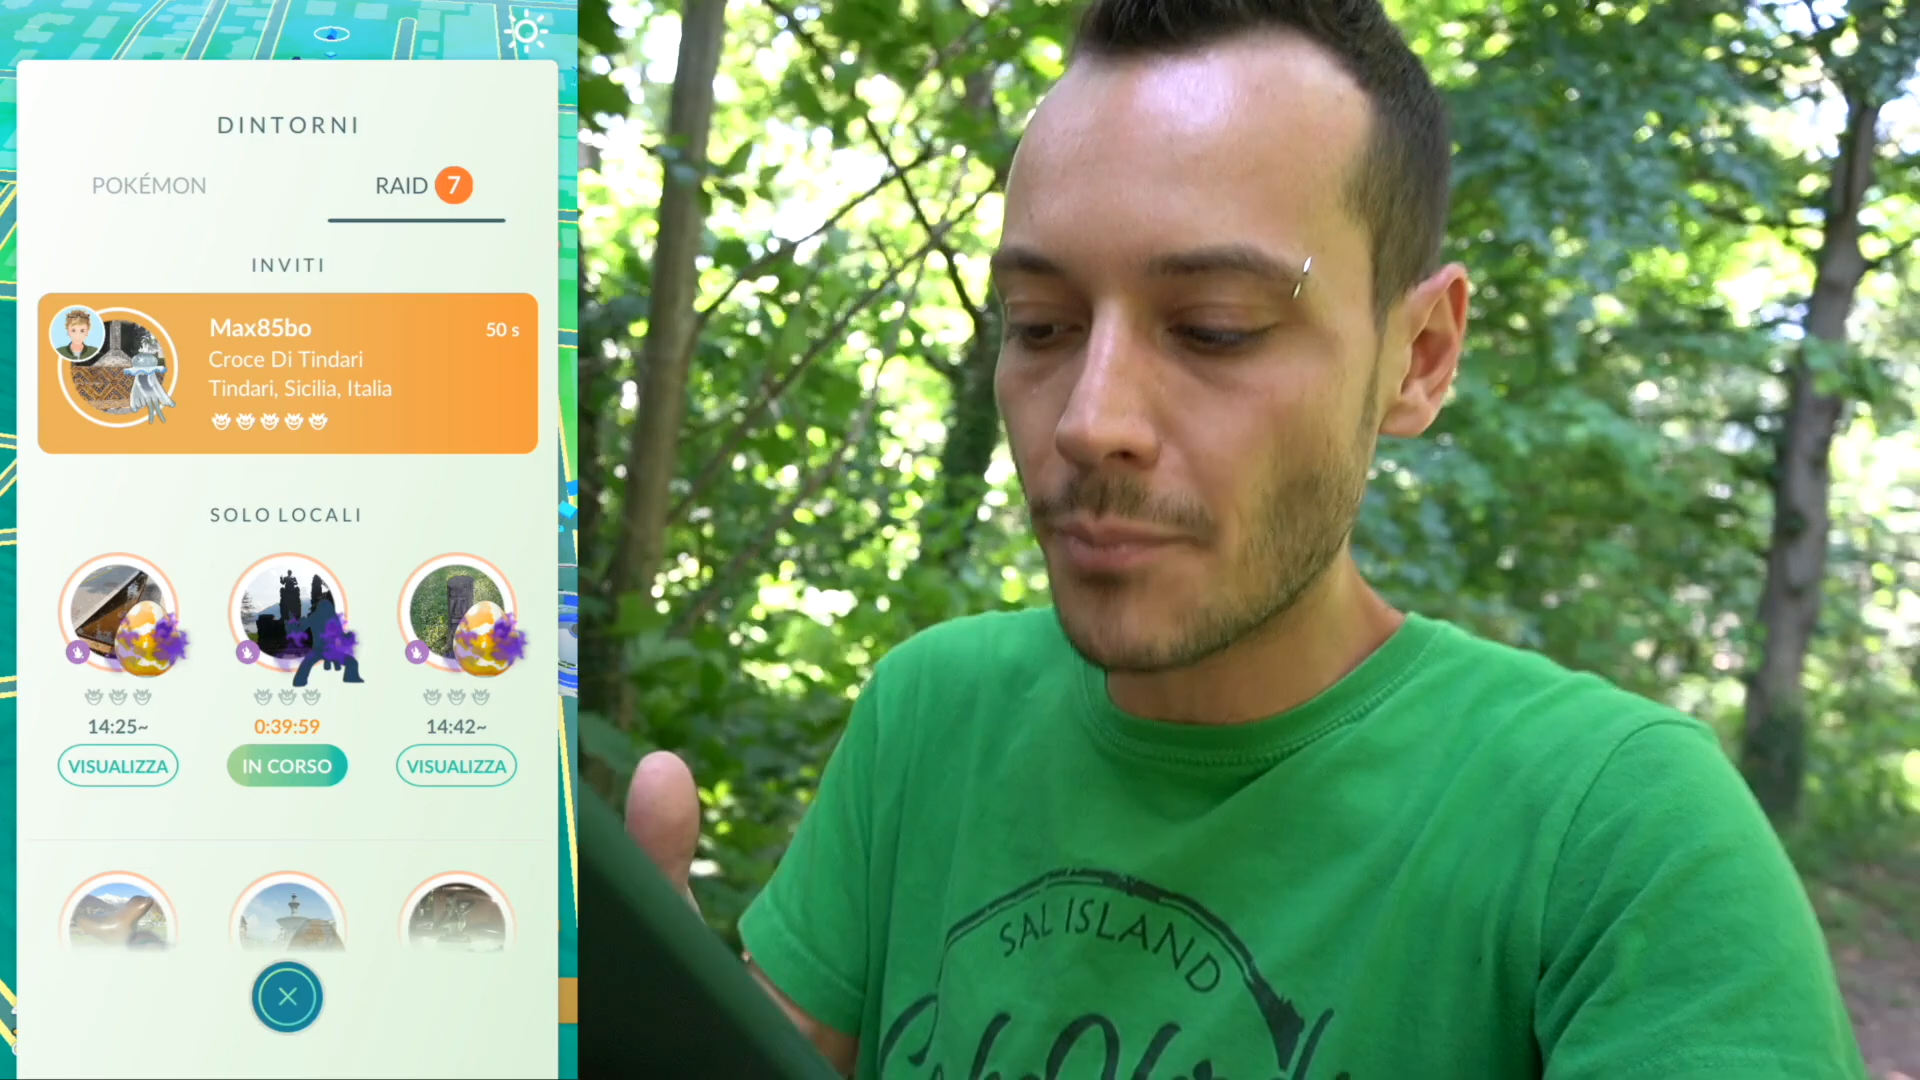 DINTORNI
POKÉMON
RAID 7
INVITI
Max85bo
50 s
Croce Di Tindari
Tindari, Sicilia, Italia
SOLO LOCALI
14:25~
0:39:59
14:42~
VISUALIZZA
IN CORSO
VISUALIZZA
SAL ISLAND